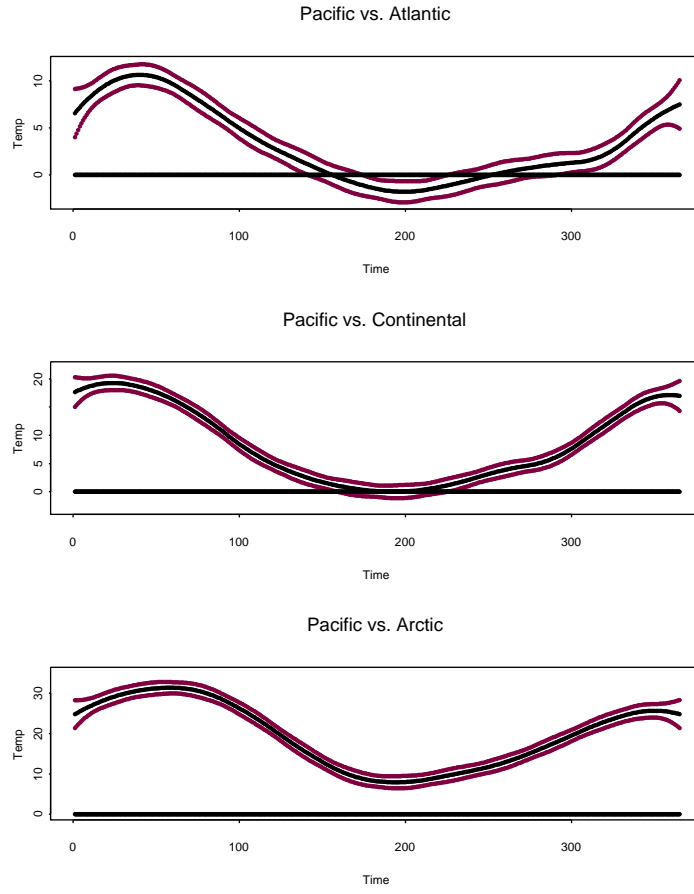 Pacific vs. Atlantic
Temp
0 5 10
0 100 200 300
Time
Pacific vs. Continental
Temp
0 5 10 20
0 100 200 300
Time
Pacific vs. Arctic
Temp
0 10 20 30
0 100 200 300
Time